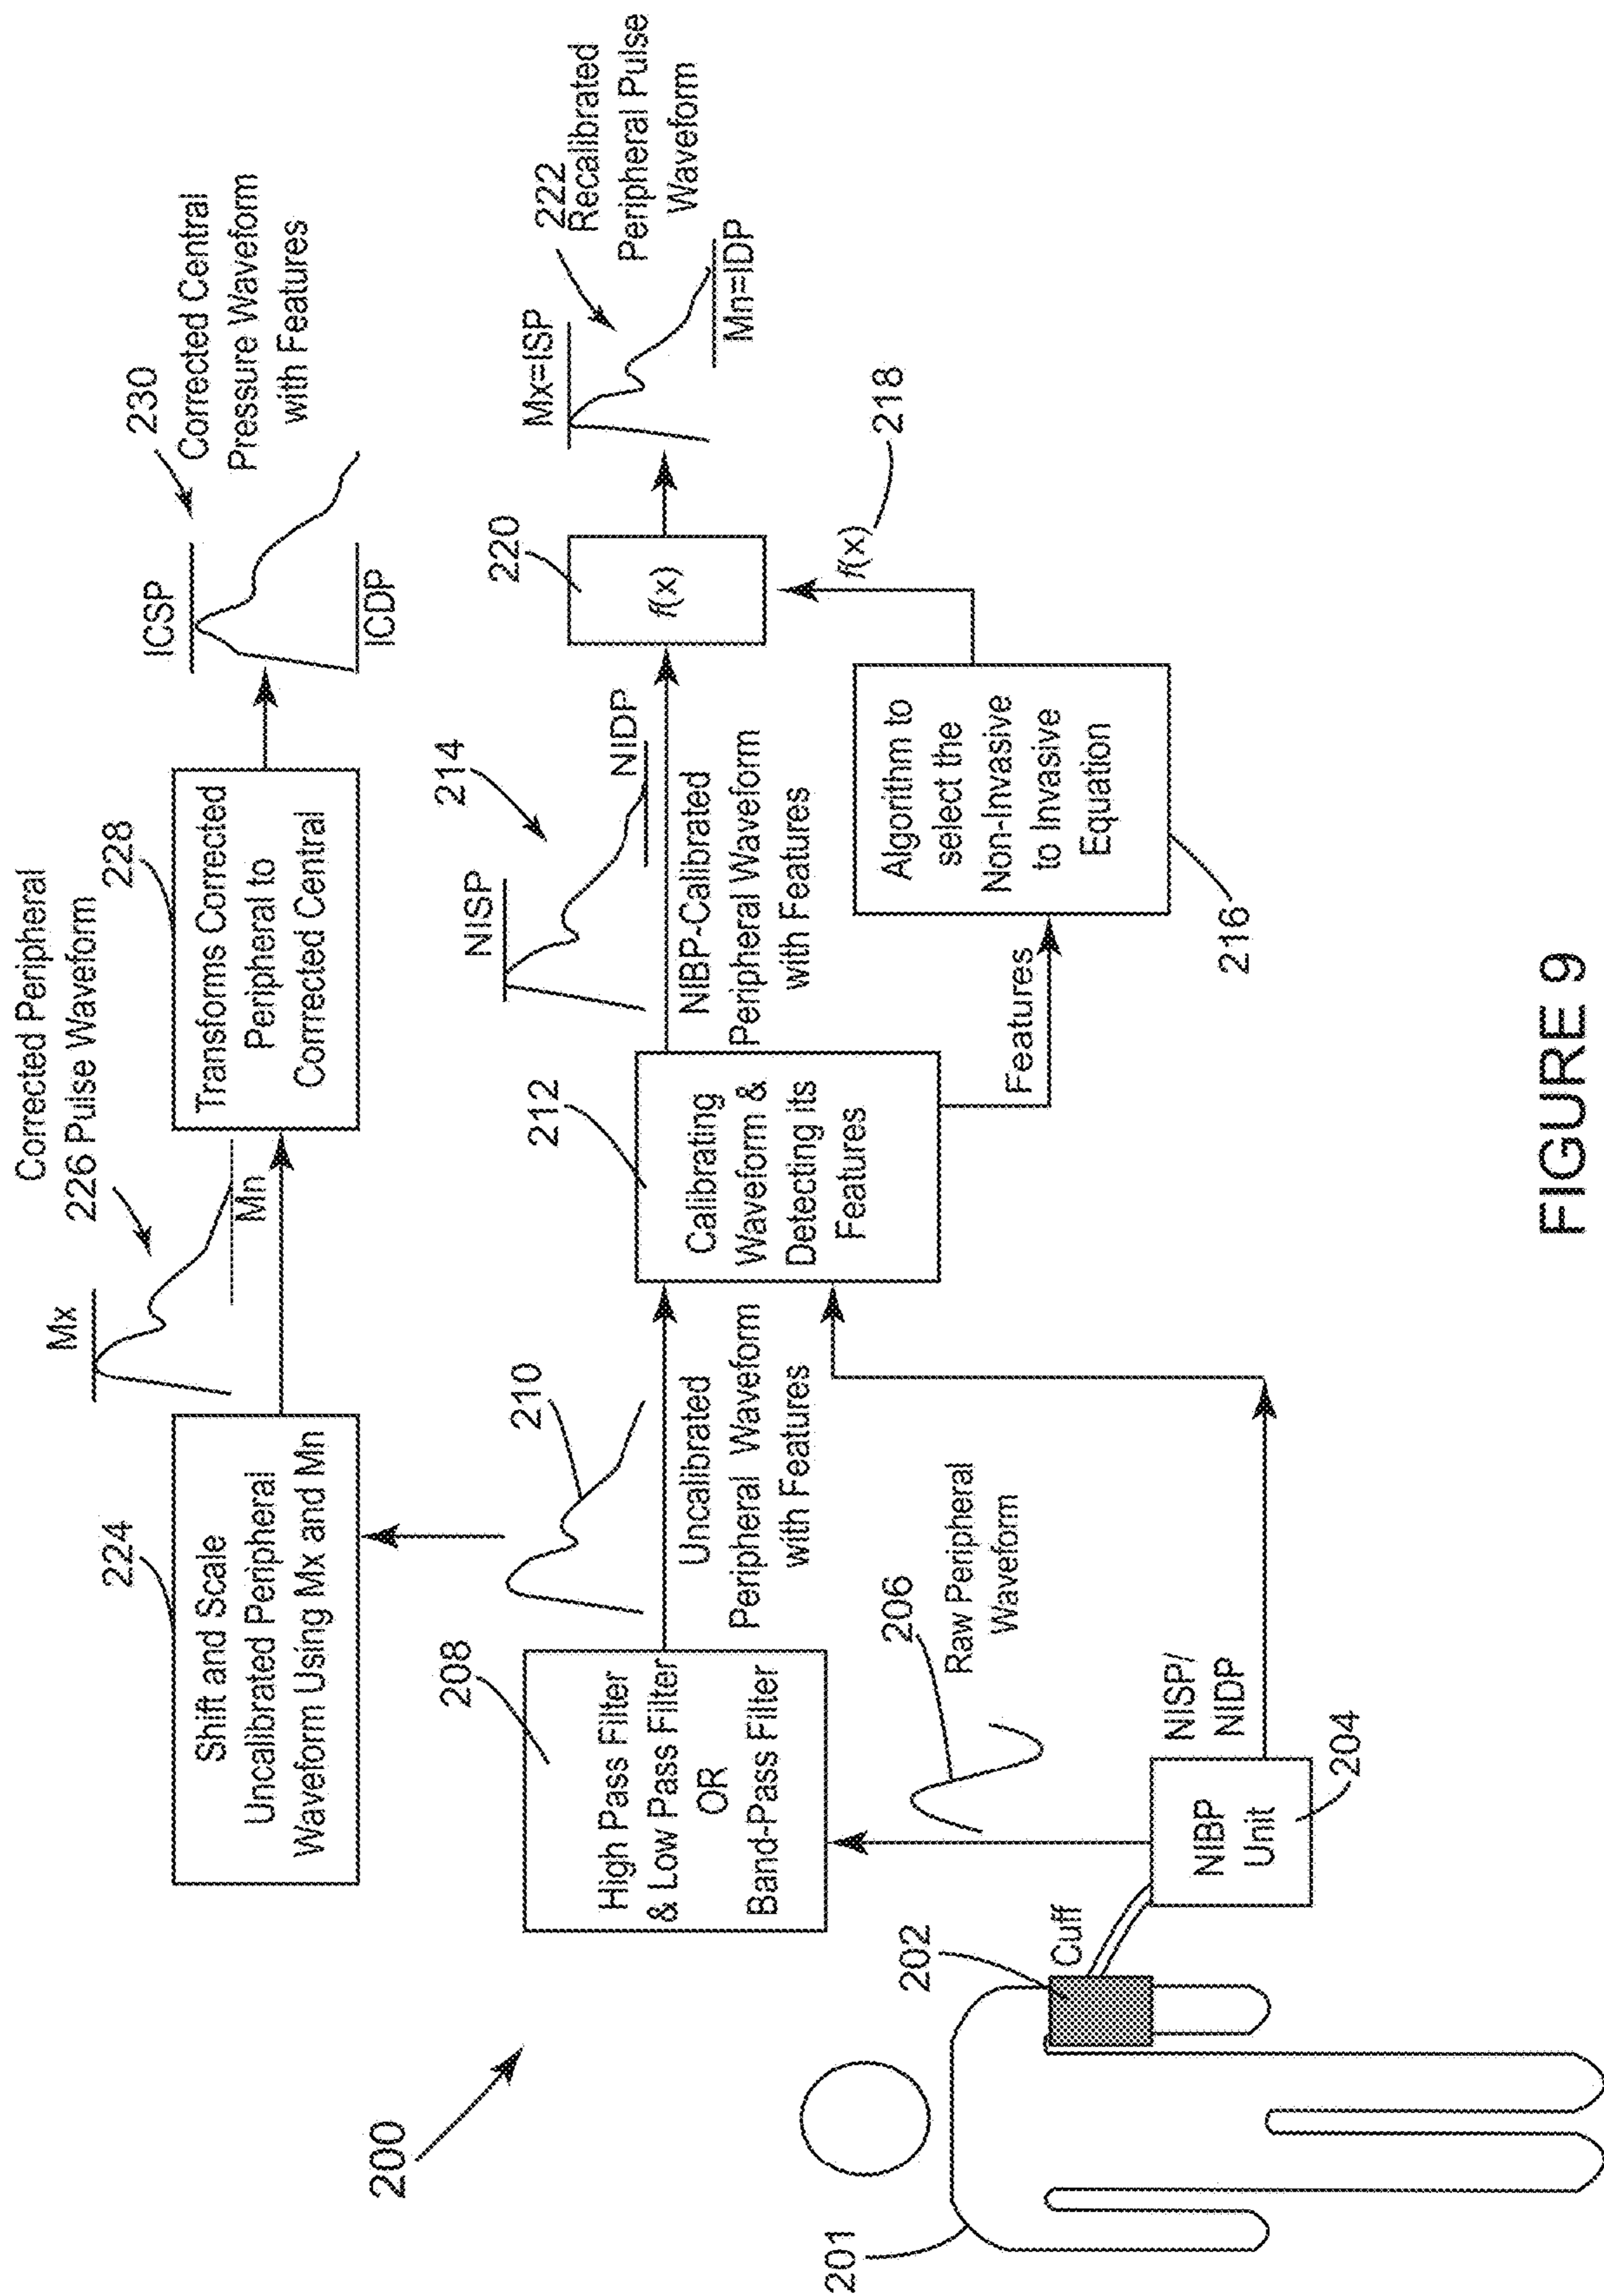 Corrected Peripheral
226 Pulse Waveform
Mx
Mn
224
Shift and Scale
Uncalibrated Peripheral
Waveform Using Mx and Mn
228
Transforms Corrected
Peripheral to
Corrected Central
ICSP
ICDP
230
Corrected Central
Pressure Waveform
with Features
200
208
High Pass Filter
& Low Pass Filter
OR
Band-Pass Filter
210
Uncalibrated
Peripheral Waveform
with Features
212
Calibrating
Waveform &
Detecting its
Features
NISP
NIDP
214
NIBP-Calibrated
Peripheral Waveform
with Features
220
f(x)
Mx=ISP
Mn=IDP
222
Recalibrated
Peripheral Pulse
Waveform
f(x)
218
Algorithm to
select the
Non-Invasive
to Invasive
Equation
216
Features
206
Raw Peripheral
Waveform
201
202
Cuff
NIBP
Unit
204
NISP/
NIDP
FIGURE 9